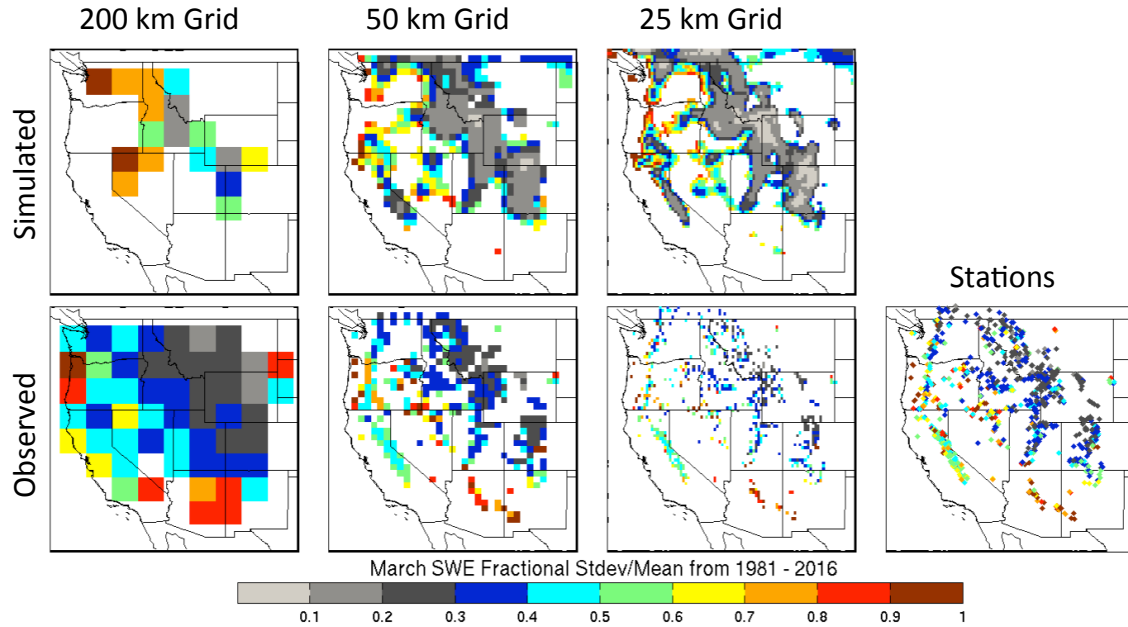 200 km Grid
50 km Grid
25 km Grid
Simulated
Stations
Observed
March SWE Fractional Stdev/Mean from 1981 - 2016
0.1 0.2 0.3 0.4 0.5 0.6 0.7 0.8 0.9 1